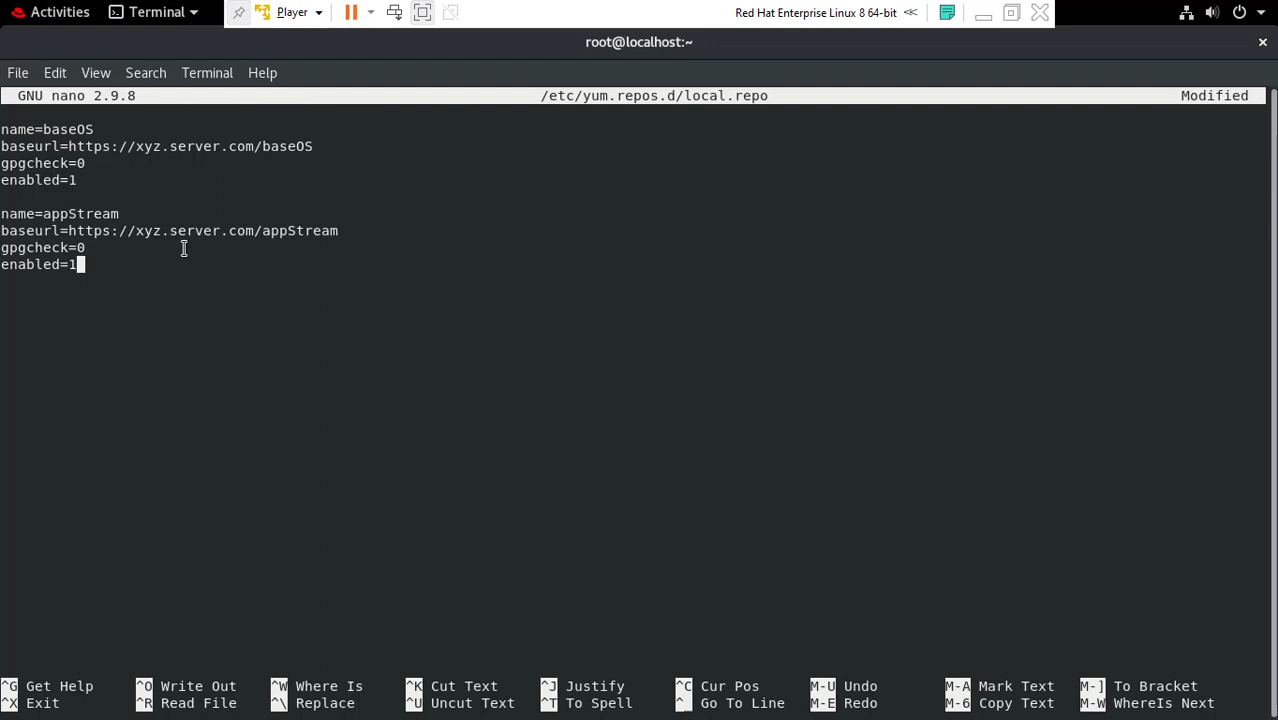 Activities Terminal Player Red Hat Enterprise Linux 8 64-bit
root@localhost:~
File Edit View Search Terminal Help
GNU nano 2.9.8 /etc/yum.repos.d/local.repo Modified
name=baseOS
baseurl=https://xyz.server.com/baseOS
gpgcheck=0
enabled=1
name=appStream
baseurl=https://xyz.server.com/appStream
gpgcheck=0
enabled=1
^G Get Help ^O Write Out ^W Where Is ^K Cut Text ^J Justify ^C Cur Pos M-U Undo M-A Mark Text M-] To Bracket
^X Exit ^R Read File ^\ Replace ^U Uncut Text ^T To Spell ^_ Go To Line M-E Redo M-6 Copy Text M-W WhereIs Next